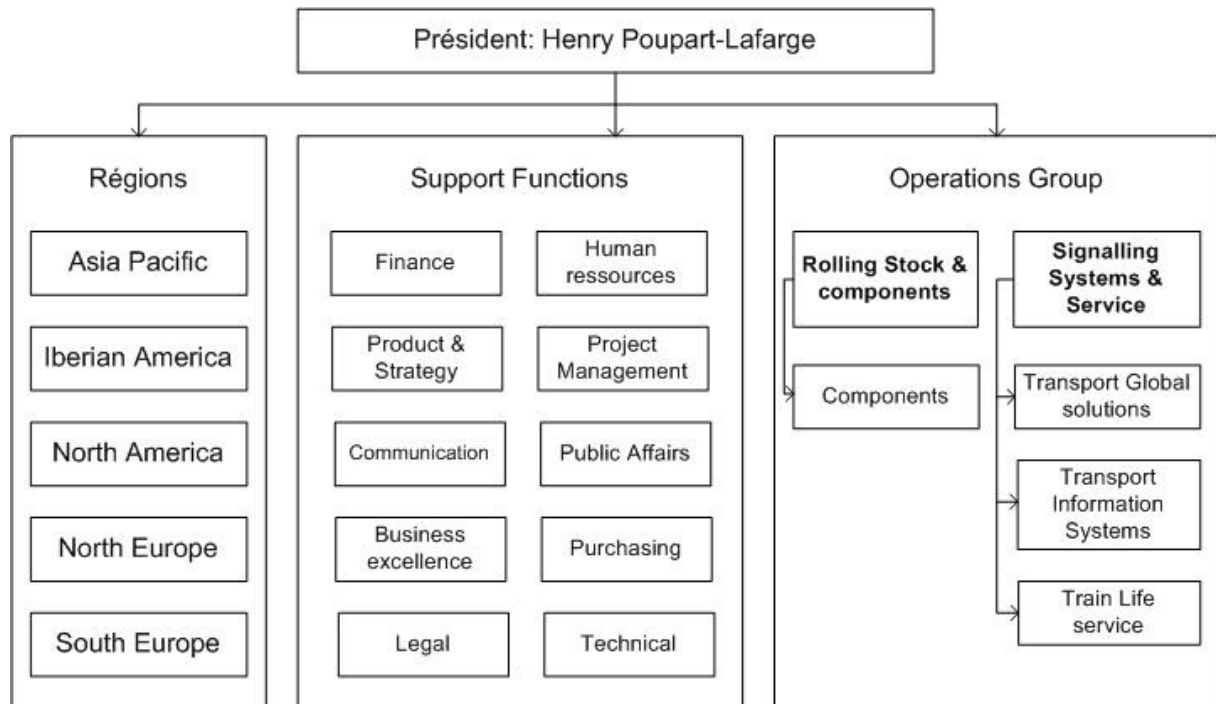 Président: Henry Poupart-Lafarge
Régions
Asia Pacific
Iberian America
North America
North Europe
South Europe
Support Functions
Finance
Human
ressources
Product &
Strategy
Project
Management
Communication
Public Affairs
Business
excellence
Purchasing
Legal
Technical
Operations Group
Rolling Stock &
components
Components
Signalling
Systems &
Service
Transport Global
solutions
Transport
Information
Systems
Train Life
service